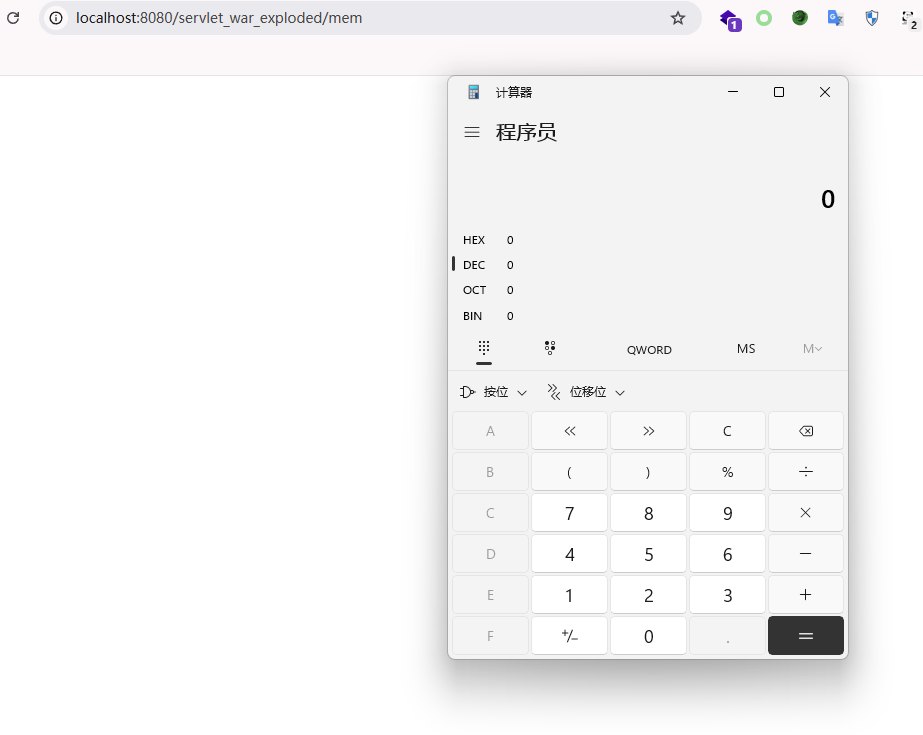 localhost:8080/servlet_war_exploded/mem
1
2
计算器
程序员
0
HEX 0
DEC 0
OCT 0
BIN 0
QWORD MS M
按位 位移位
A « » C
B ( ) % ÷
C 7 8 9 ×
D 4 5 6 −
E 1 2 3 +
F +/− 0 . =